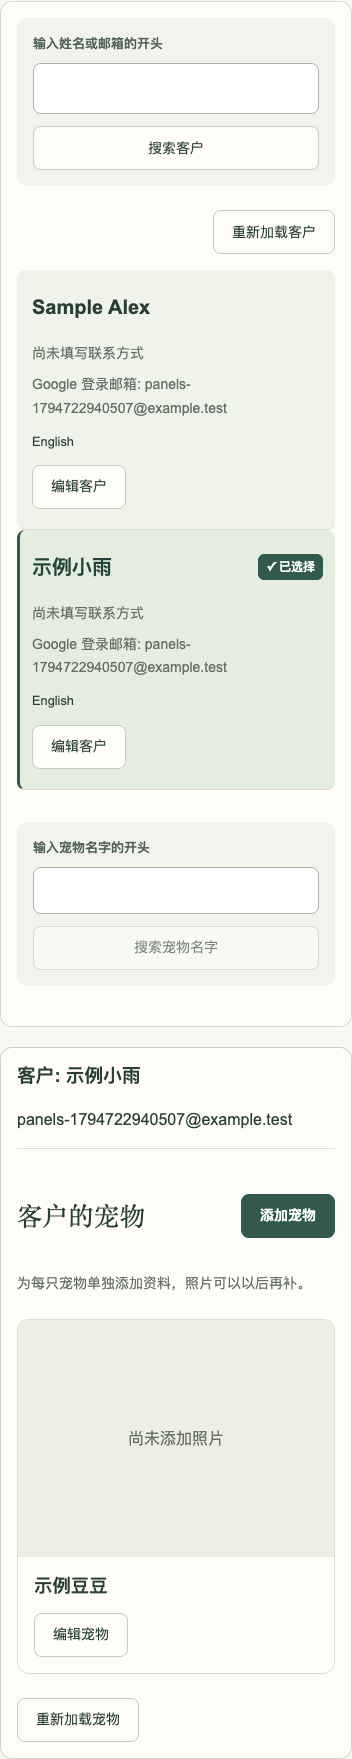 输入姓名或邮箱的开头
搜索客户
重新加载客户
Sample Alex
尚未填写联系方式
Google 登录邮箱: panels-
1794722940507@example.test
English
编辑客户
示例小雨
✓已选择
尚未填写联系方式
Google 登录邮箱: panels-
1794722940507@example.test
English
编辑客户
输入宠物名字的开头
搜索宠物名字
客户: 示例小雨
panels-1794722940507@example.test
客户的宠物
添加宠物
为每只宠物单独添加资料，照片可以以后再补。
尚未添加照片
示例豆豆
编辑宠物
重新加载宠物